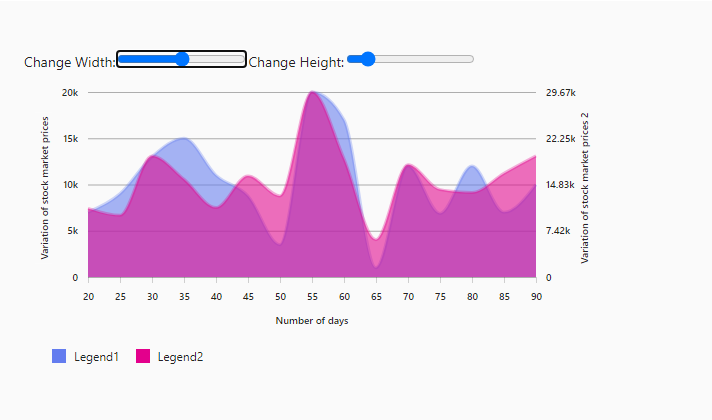 Change Width: Change Height:
Variation of stock market prices
20k
15k
10k
5k
0
29.67k
22.25k
14.83k
7.42k
0
Variation of stock market prices 2
20 25 30 35 40 45 50 55 60 65 70 75 80 85 90
Number of days
Legend1 Legend2